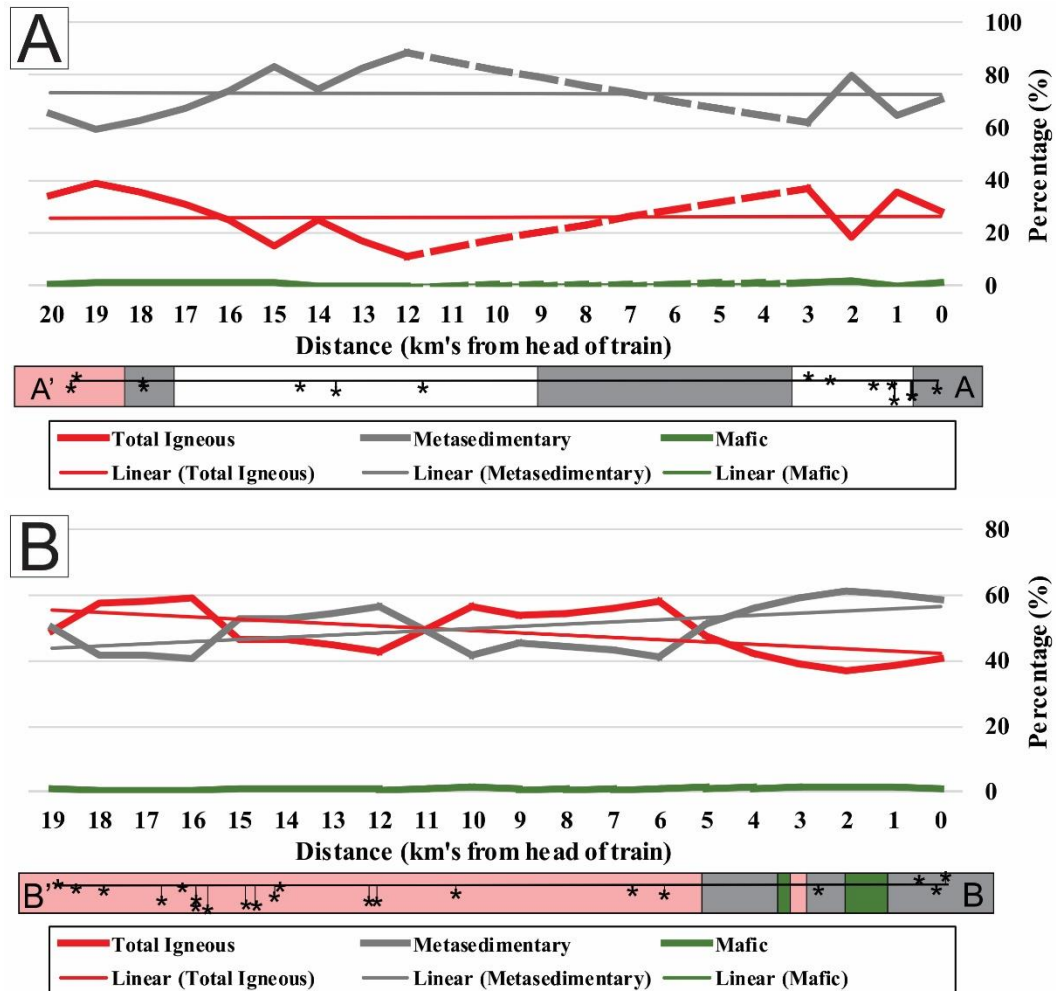 A
100
80
60
40
20
0
Percentage (%)
20 19 18 17 16 15 14 13 12 11 10 9 8 7 6 5 4 3 2 1 0
Distance (km's from head of train)
A' A
Total Igneous Metasedimentary Mafic
Linear (Total Igneous) Linear (Metasedimentary) Linear (Mafic)
B
80
60
40
20
0
Percentage (%)
19 18 17 16 15 14 13 12 11 10 9 8 7 6 5 4 3 2 1 0
Distance (km's from head of train)
B' B
Total Igneous Metasedimentary Mafic
Linear (Total Igneous) Linear (Metasedimentary) Linear (Mafic)